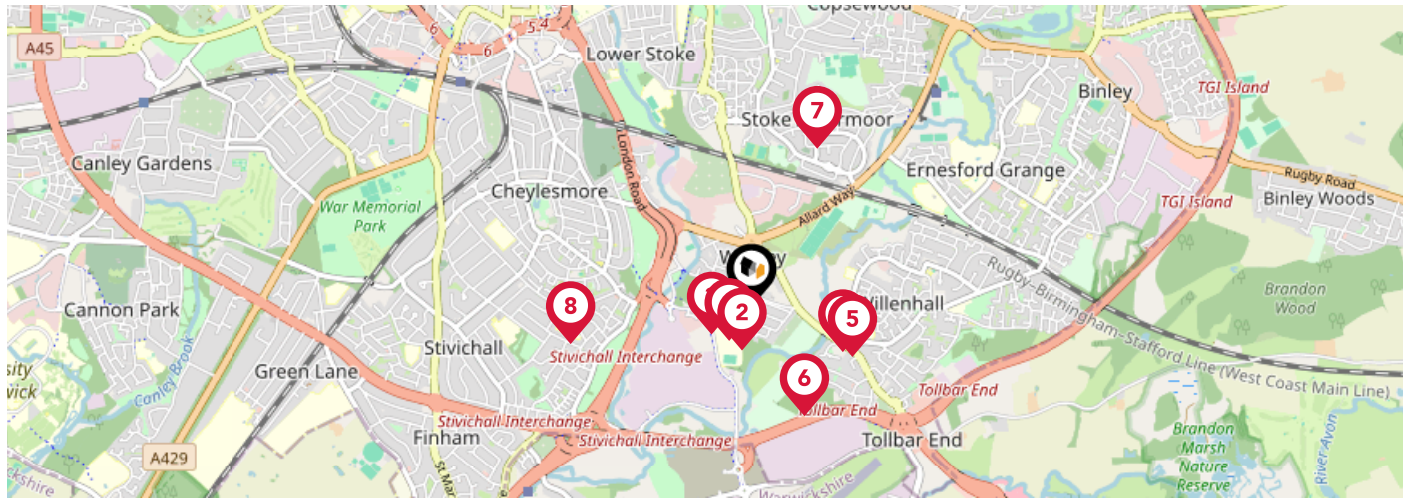 Copsewood
A45
6
5
4
6
Lower Stoke
TGI Island
Binley
7
Stoke
rmoor
London Road
Canley Gardens
Ernesford Grange
Cheylesmore
Rugby Road
Binley Woods
War Memorial
Park
Allard Way
TGI Island
Rugby-Birmingham-Stafford Line (West Coast Main Line)
Brandon
Wood
Cannon Park
8
2
5
Villenhall
Stivichall
Stivichall Interchange
Green Lane
Canley Brook
6
Tollbar End
Tollbar End
Stivichall Interchange
Stivichall Interchange
Finham
Tollbar End
A429
St Mar
Brandon
Marsh
Nature
Reserve
River Avon
Warwickshire